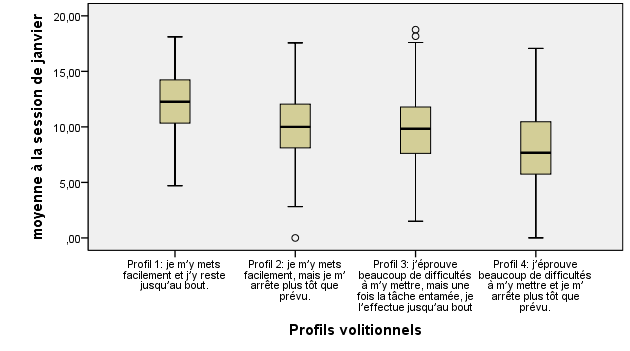 moyenne à la session de janvier
20,00
15,00
10,00
5,00
,00
Profil 1: je m'y mets
facilement et j'y reste
jusqu'au bout.
Profil 2: je m'y mets
facilement, mais je m'
arrête plus tôt que
prévu.
Profil 3: j'éprouve
beaucoup de difficultés
à m'y mettre, mais une
fois la tâche entamée, je
l'effectue jusqu'au bout
Profil 4: j'éprouve
beaucoup de difficultés
à m'y mettre et je m'
arrête plus tôt que
prévu.
Profils volitionnels